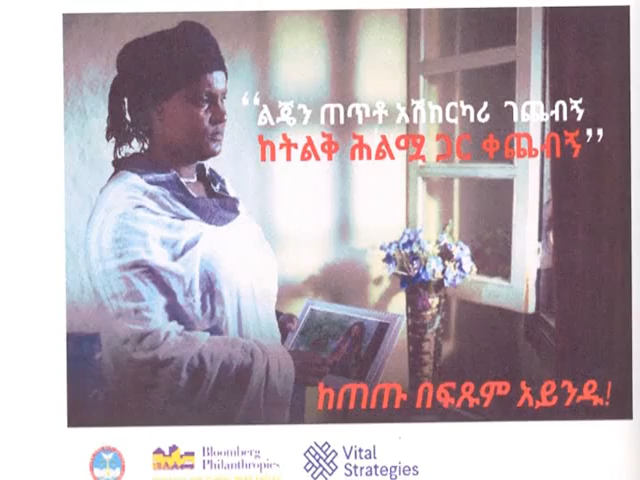 “ልጄን ጠጥቶ አሽከርካሪ ገጨብኝ
ከትልቅ ሕልሟ ጋር ቀጨብኝ”
ከጠጡ በፍጹም አይንዱ!
Bloomberg
Philanthropies
Vital
Strategies